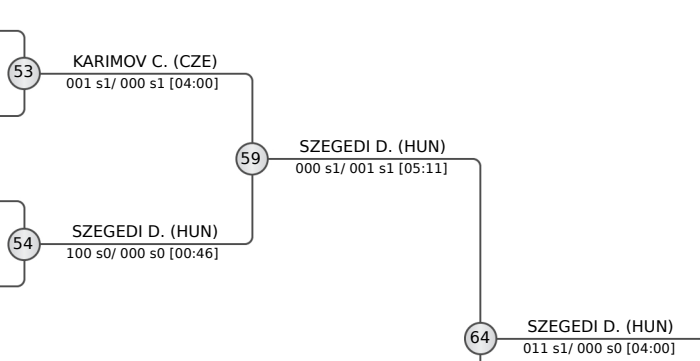 KARIMOV C. (CZE)
53
001 s1/ 000 s1 [04:00]
SZEGEDI D. (HUN)
59
000 s1/ 001 s1 [05:11]
SZEGEDI D. (HUN)
54
100 s0/ 000 s0 [00:46]
SZEGEDI D. (HUN)
64
011 s1/ 000 s0 [04:00]